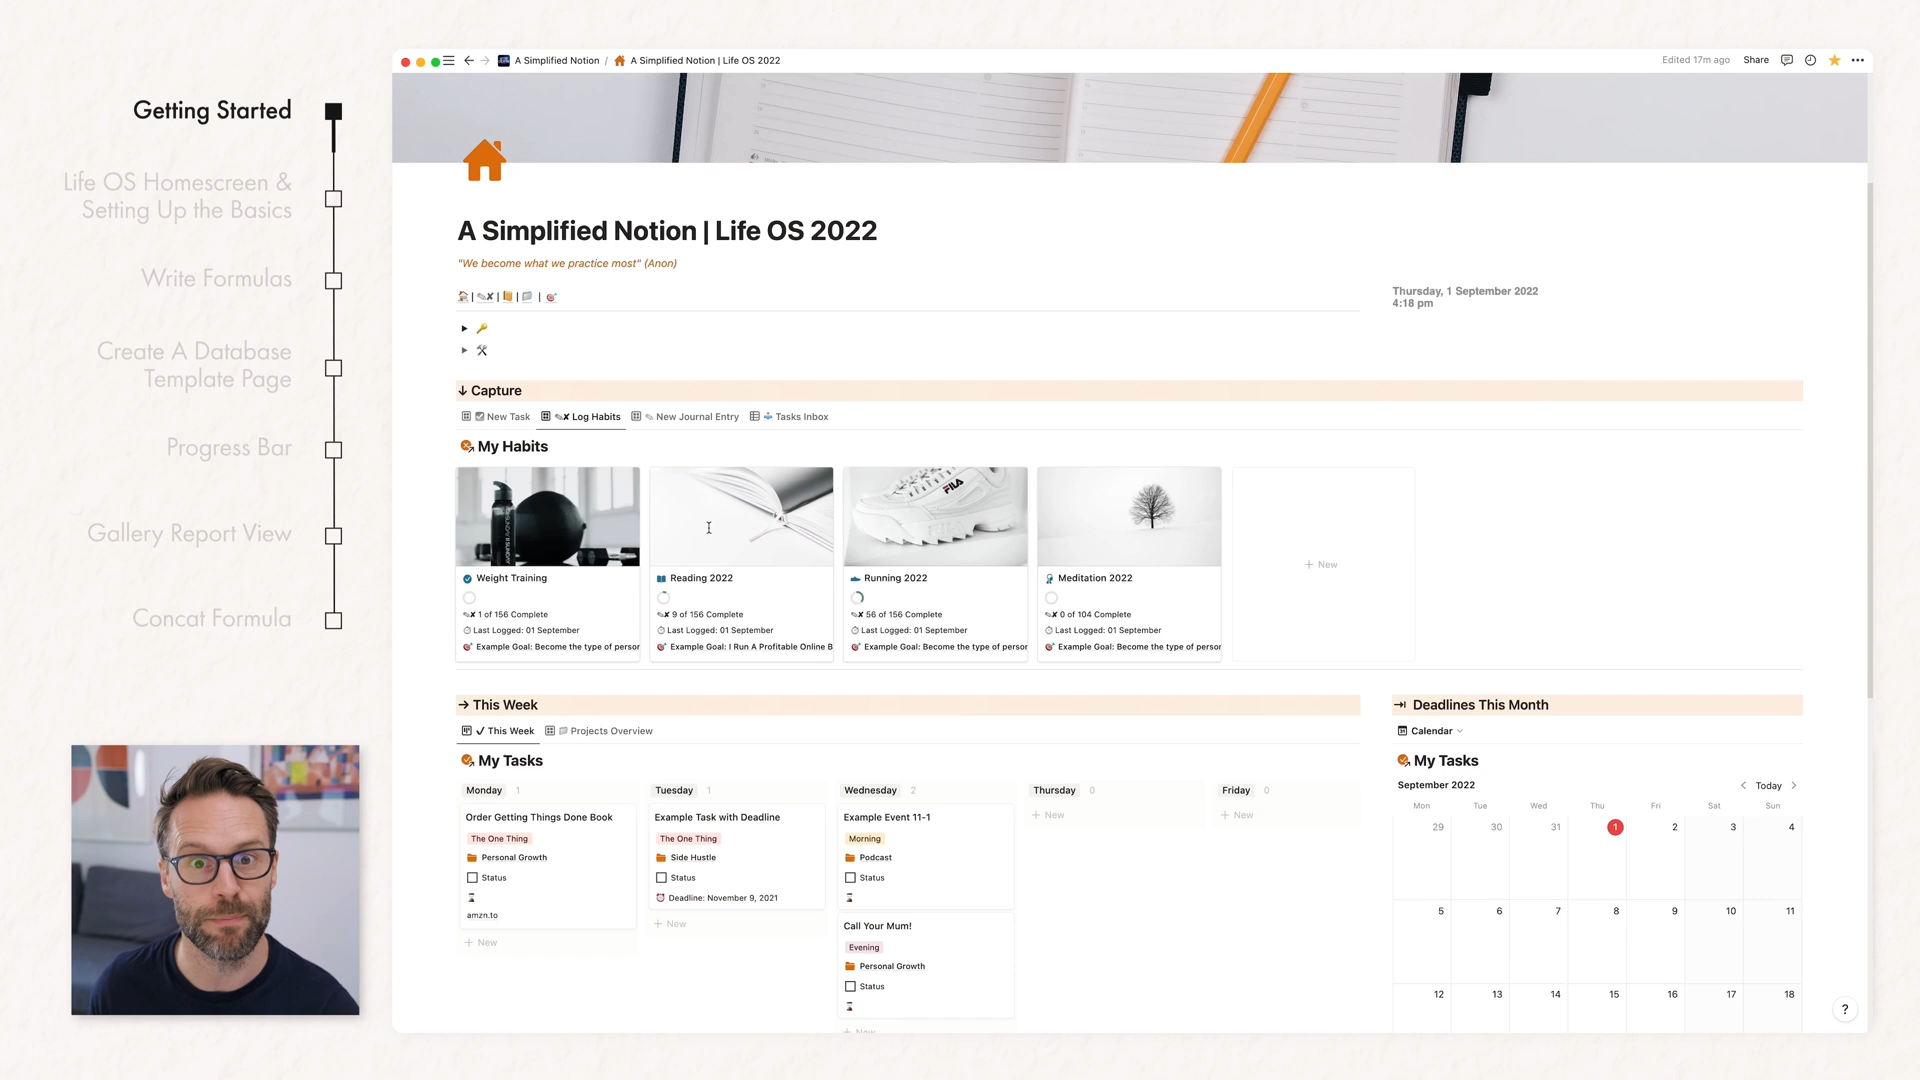 Getting Started
Life OS Homescreen &
Setting Up the Basics
Write Formulas
Create A Database
Template Page
Progress Bar
Gallery Report View
Concat Formula
A Simplified Notion / A Simplified Notion | Life OS 2022
Edited 17m ago Share
A Simplified Notion | Life OS 2022
"We become what we practice most" (Anon)
Thursday, 1 September 2022
4:18 pm
↓ Capture
New Task Log Habits New Journal Entry Tasks Inbox
My Habits
FILA
Weight Training
1 of 156 Complete
Last Logged: 01 September
Example Goal: Become the type of person
Reading 2022
9 of 156 Complete
Last Logged: 01 September
Example Goal: I Run A Profitable Online B
Running 2022
56 of 156 Complete
Last Logged: 01 September
Example Goal: Become the type of person
Meditation 2022
0 of 104 Complete
Last Logged: 01 September
Example Goal: Become the type of person
+ New
→ This Week
✓ This Week Projects Overview
My Tasks
Monday 1
Order Getting Things Done Book
The One Thing
Personal Growth
Status
amzn.to
+ New
Tuesday 1
Example Task with Deadline
The One Thing
Side Hustle
Status
Deadline: November 9, 2021
+ New
Wednesday 2
Example Event 11-1
Morning
Podcast
Status
Call Your Mum!
Evening
Personal Growth
Status
+ New
Thursday 0
+ New
Friday 0
+ New
Deadlines This Month
Calendar
My Tasks
September 2022 Today
Mon Tue Wed Thu Fri Sat Sun
29 30 31 1 2 3 4
5 6 7 8 9 10 11
12 13 14 15 16 17 18
?